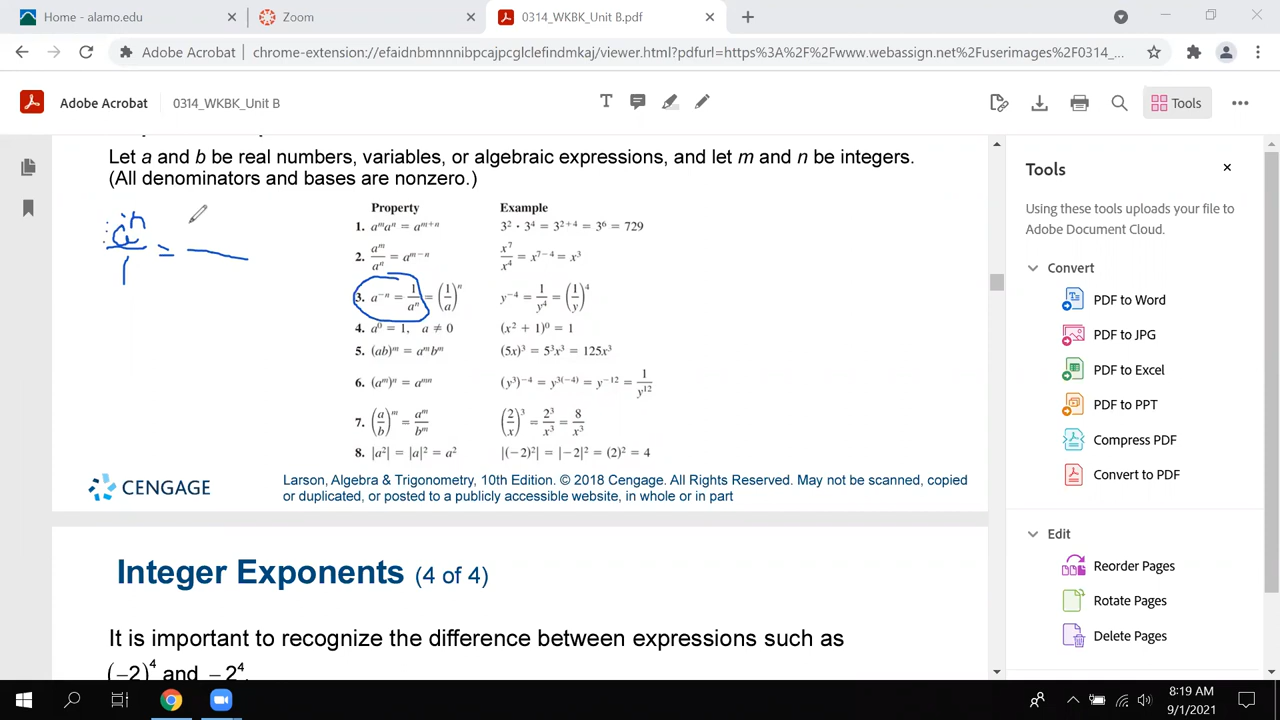 Home - alamo.edu
Zoom
0314_WKBK_Unit B.pdf
Adobe Acrobat | chrome-extension://efaidnbmnnnibpcajpcglclefindmkaj/viewer.html?pdfurl=https%3A%2F%2Fwww.webassign.net%2Fuserimages%2F0314_...
Adobe Acrobat
0314_WKBK_Unit B
Tools
Let a and b be real numbers, variables, or algebraic expressions, and let m and n be integers.
(All denominators and bases are nonzero.)
Property Example
1. aᵐaⁿ = aᵐ⁺ⁿ 3² · 3⁴ = 3²⁺⁴ = 3⁶ = 729
2. aᵐ/aⁿ = aᵐ⁻ⁿ x⁷/x⁴ = x⁷⁻⁴ = x³
3. a⁻ⁿ = 1/aⁿ = (1/a)ⁿ y⁻⁴ = 1/y⁴ = (1/y)⁴
4. a⁰ = 1, a ≠ 0 (x² + 1)⁰ = 1
5. (ab)ᵐ = aᵐbᵐ (5x)³ = 5³x³ = 125x³
6. (aᵐ)ⁿ = aᵐⁿ (y³)⁻⁴ = y³⁽⁻⁴⁾ = y⁻¹² = 1/y¹²
7. (a/b)ᵐ = aᵐ/bᵐ (2/x)³ = 2³/x³ = 8/x³
8. |a²| = |a|² = a² |(−2)²| = |−2|² = (2)² = 4
CENGAGE
Larson, Algebra & Trigonometry, 10th Edition. © 2018 Cengage. All Rights Reserved. May not be scanned, copied
or duplicated, or posted to a publicly accessible website, in whole or in part
Integer Exponents (4 of 4)
It is important to recognize the difference between expressions such as
(−2)⁴ and −2⁴.
Tools
Using these tools uploads your file to
Adobe Document Cloud.
Convert
PDF to Word
PDF to JPG
PDF to Excel
PDF to PPT
Compress PDF
Convert to PDF
Edit
Reorder Pages
Rotate Pages
Delete Pages
8:19 AM
9/1/2021